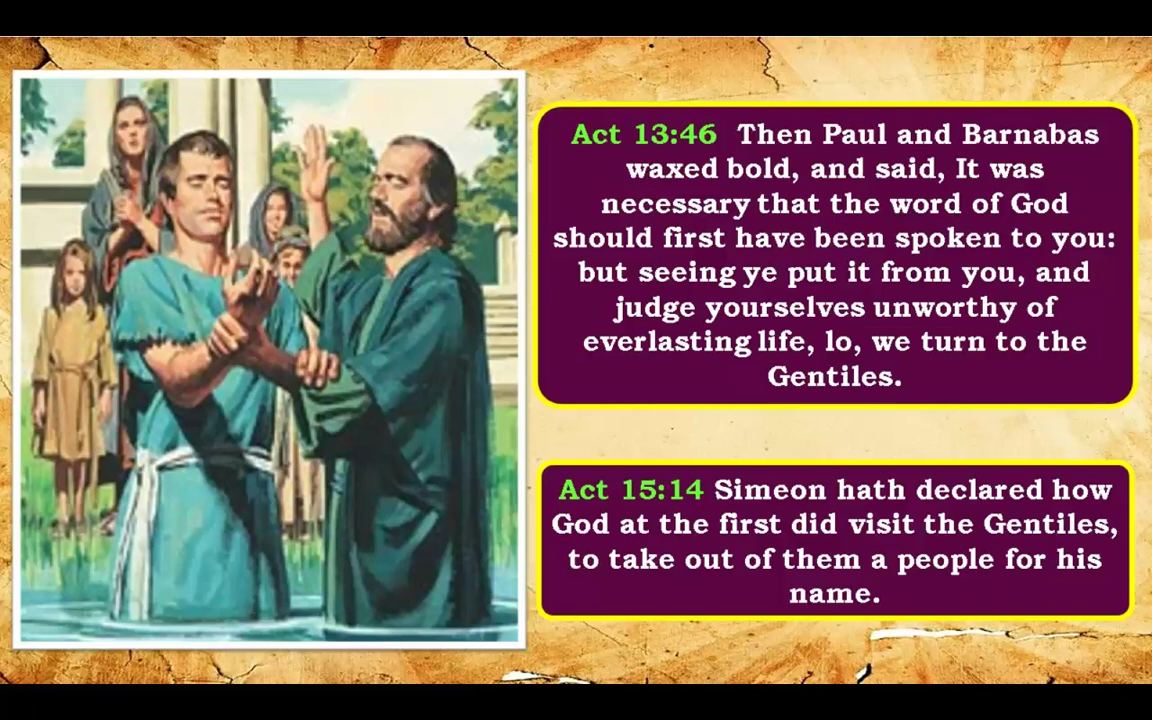 Act 13:46 Then Paul and Barnabas
waxed bold, and said, It was
necessary that the word of God
should first have been spoken to you:
but seeing ye put it from you, and
judge yourselves unworthy of
everlasting life, lo, we turn to the
Gentiles.
Act 15:14 Simeon hath declared how
God at the first did visit the Gentiles,
to take out of them a people for his
name.